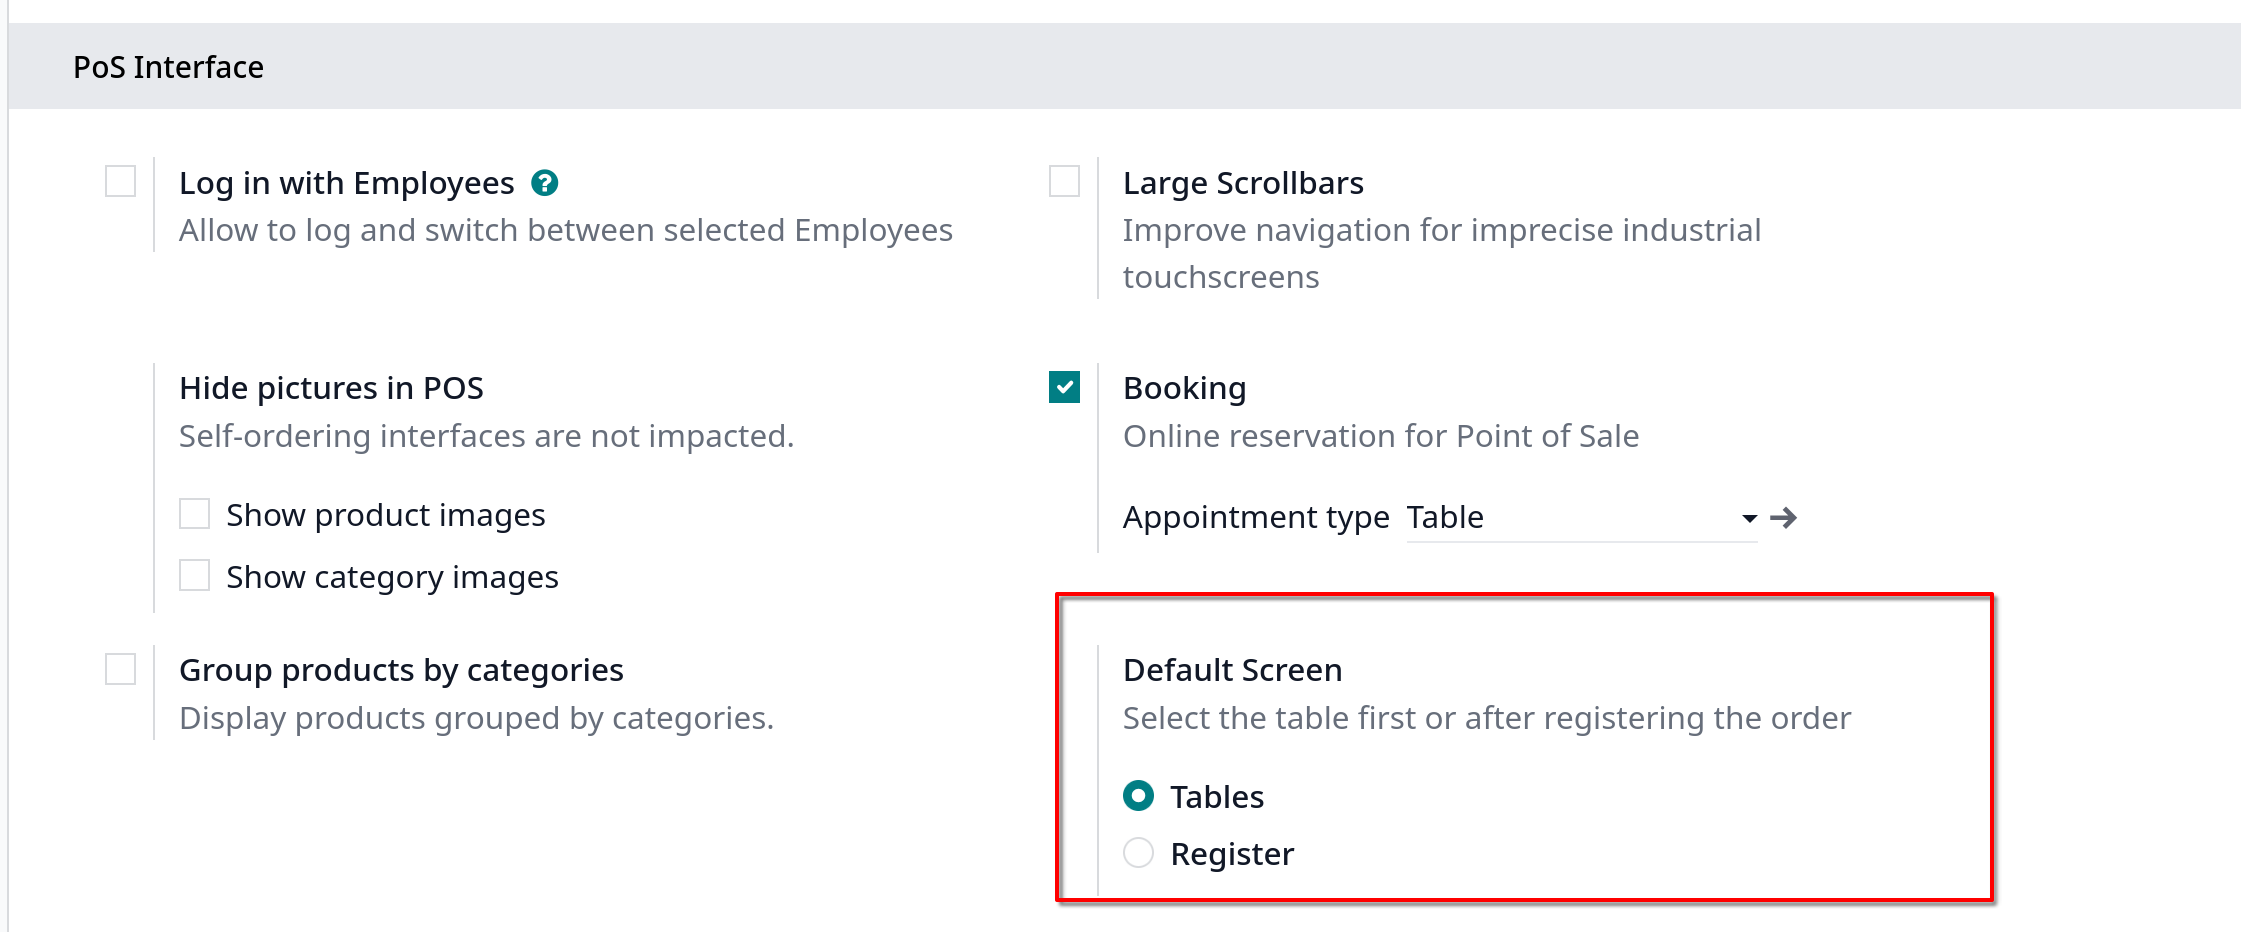 PoS Interface
Log in with Employees ?
Allow to log and switch between selected Employees
Large Scrollbars
Improve navigation for imprecise industrial
touchscreens
Hide pictures in POS
Self-ordering interfaces are not impacted.
Show product images
Show category images
Booking
Online reservation for Point of Sale
Appointment type Table
Group products by categories
Display products grouped by categories.
Default Screen
Select the table first or after registering the order
Tables
Register